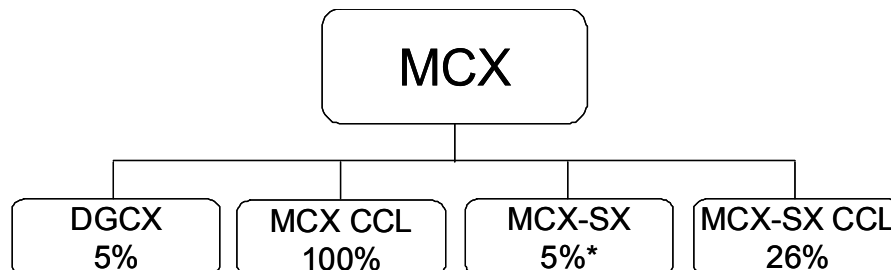 MCX
DGCX
5%
MCX CCL
100%
MCX-SX
5%*
MCX-SX CCL
26%